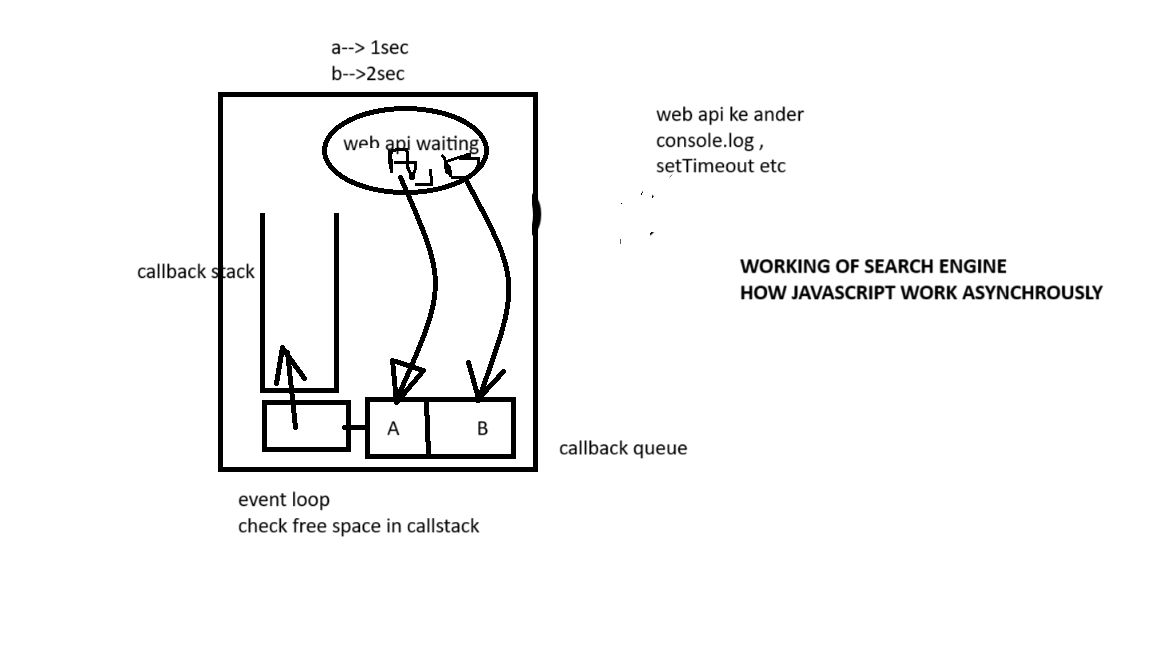 a--> 1sec
b-->2sec
web api waiting
web api ke ander
console.log ,
setTimeout etc
callback stack
WORKING OF SEARCH ENGINE
HOW JAVASCRIPT WORK ASYNCHROUSLY
A
B
callback queue
event loop
check free space in callstack